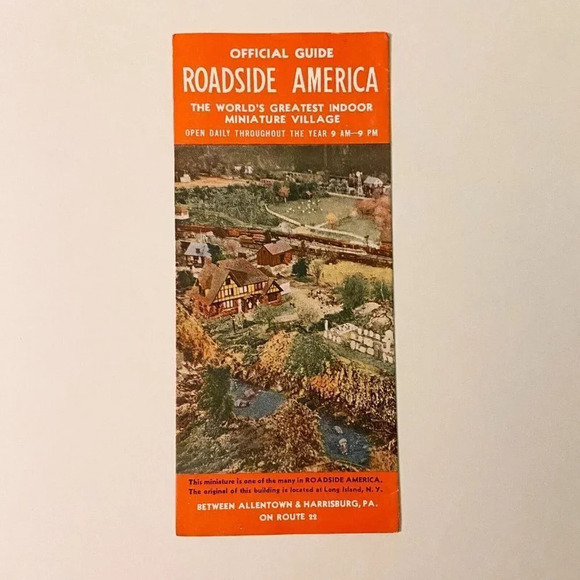 OFFICIAL GUIDE
ROADSIDE AMERICA
THE WORLD'S GREATEST INDOOR
MINIATURE VILLAGE
OPEN DAILY THROUGHOUT THE YEAR 9 AM—9 PM
This miniature is one of the many in ROADSIDE AMERICA.
The original of this building is located at Long Island, N. Y.
BETWEEN ALLENTOWN & HARRISBURG, PA.
ON ROUTE 22